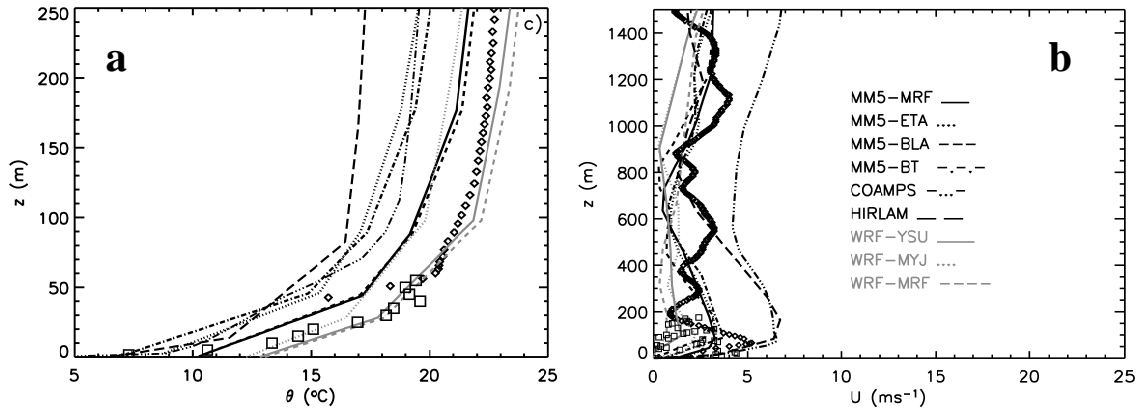 a
c)
250
200
150
100
50
0
z (m)
5
10
15
20
25
θ (°C)
b
1400
1200
1000
800
600
400
200
0
z (m)
MM5-MRF
MM5-ETA
MM5-BLA
MM5-BT
COAMPS
HIRLAM
WRF-YSU
WRF-MYJ
WRF-MRF
0
5
10
15
20
25
U (ms⁻¹)